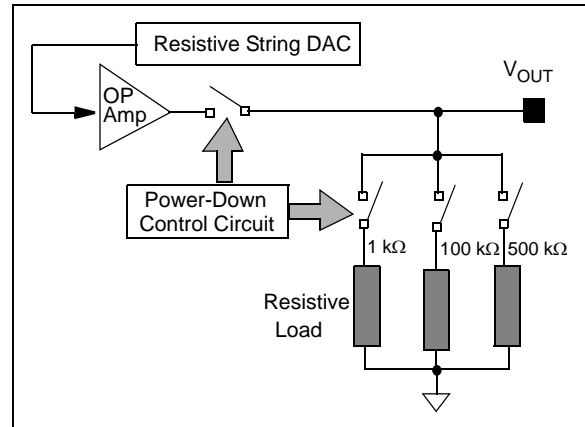 Resistive String DAC
V_OUT
OP
Amp
Power-Down
Control Circuit
1 kΩ
100 kΩ
500 kΩ
Resistive
Load